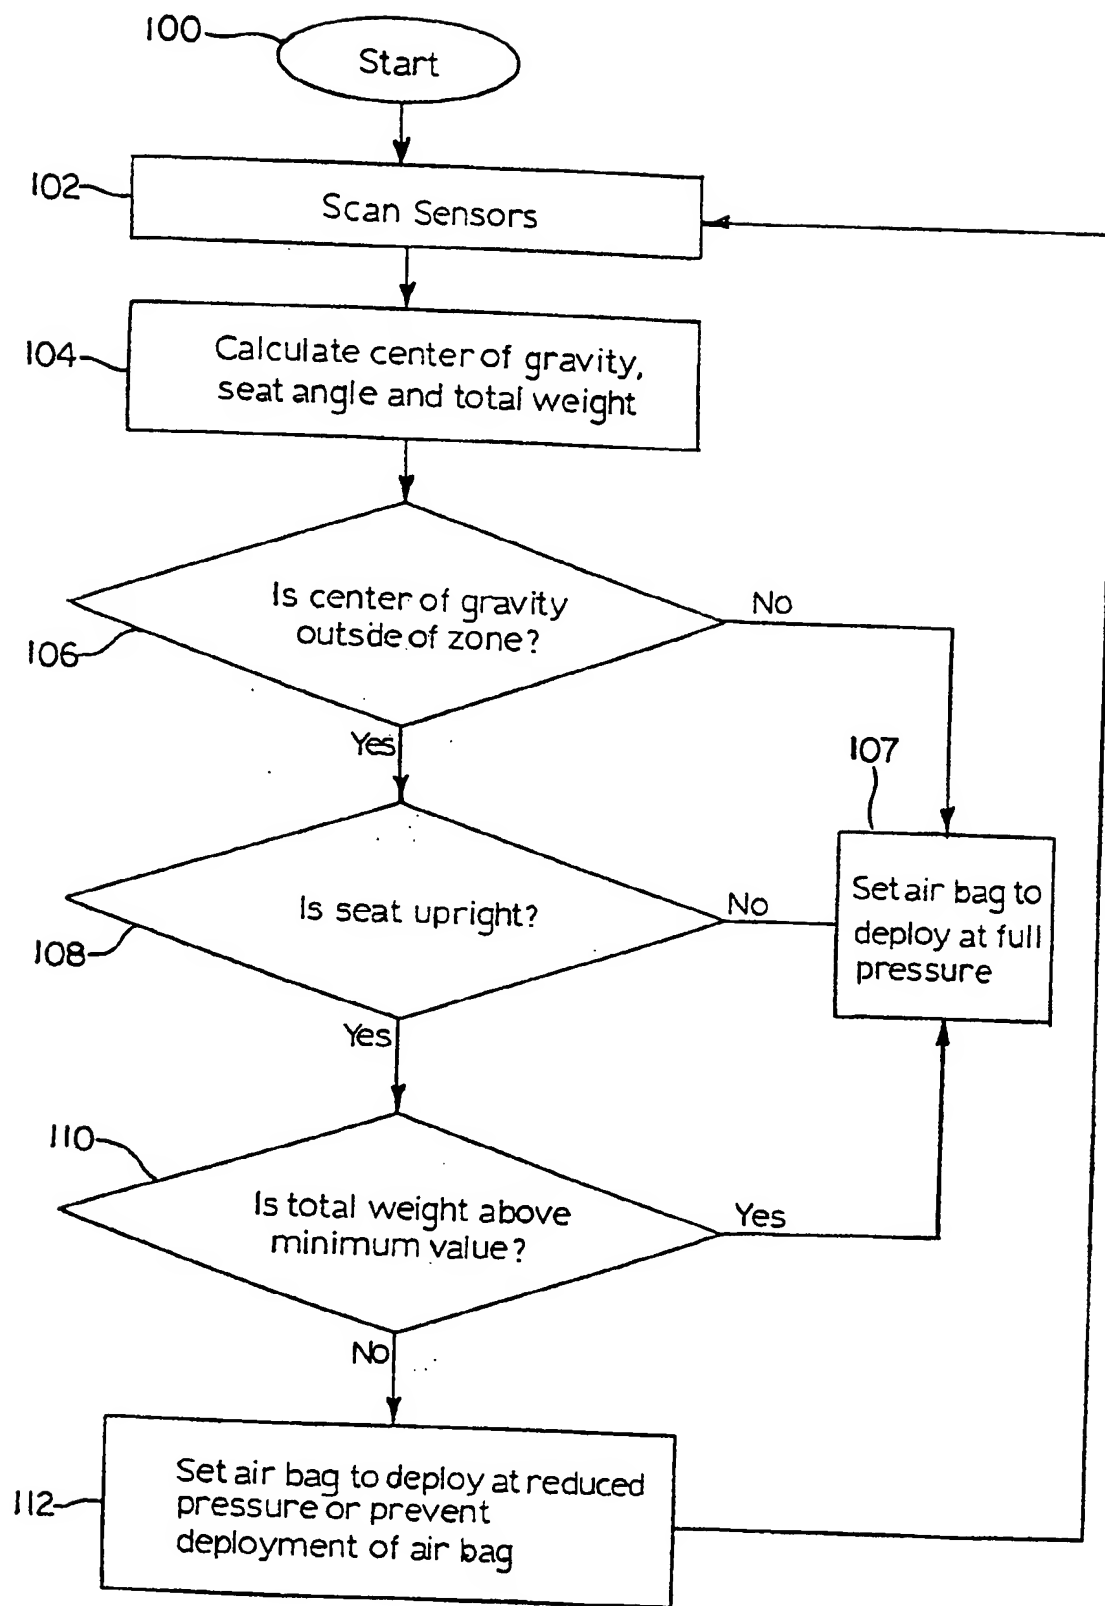 100
Start
102
Scan Sensors
104
Calculate center of gravity,
seat angle and total weight
Is center of gravity
outside of zone?
No
106
Yes
107
Is seat upright?
No
Set air bag to
deploy at full
pressure
108
Yes
110
Is total weight above
minimum value?
Yes
No
112
Set air bag to deploy at reduced
pressure or prevent
deployment of air bag